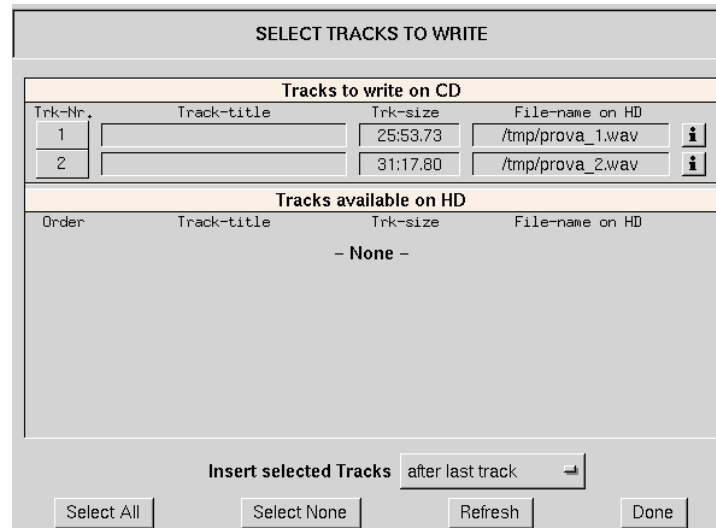 SELECT TRACKS TO WRITE
Tracks to write on CD
Trk-Nr. Track-title Trk-size File-name on HD
1 25:53.73 /tmp/prova_1.wav i
2 31:17.80 /tmp/prova_2.wav i
Tracks available on HD
Order Track-title Trk-size File-name on HD
- None -
Insert selected Tracks after last track
Select All Select None Refresh Done